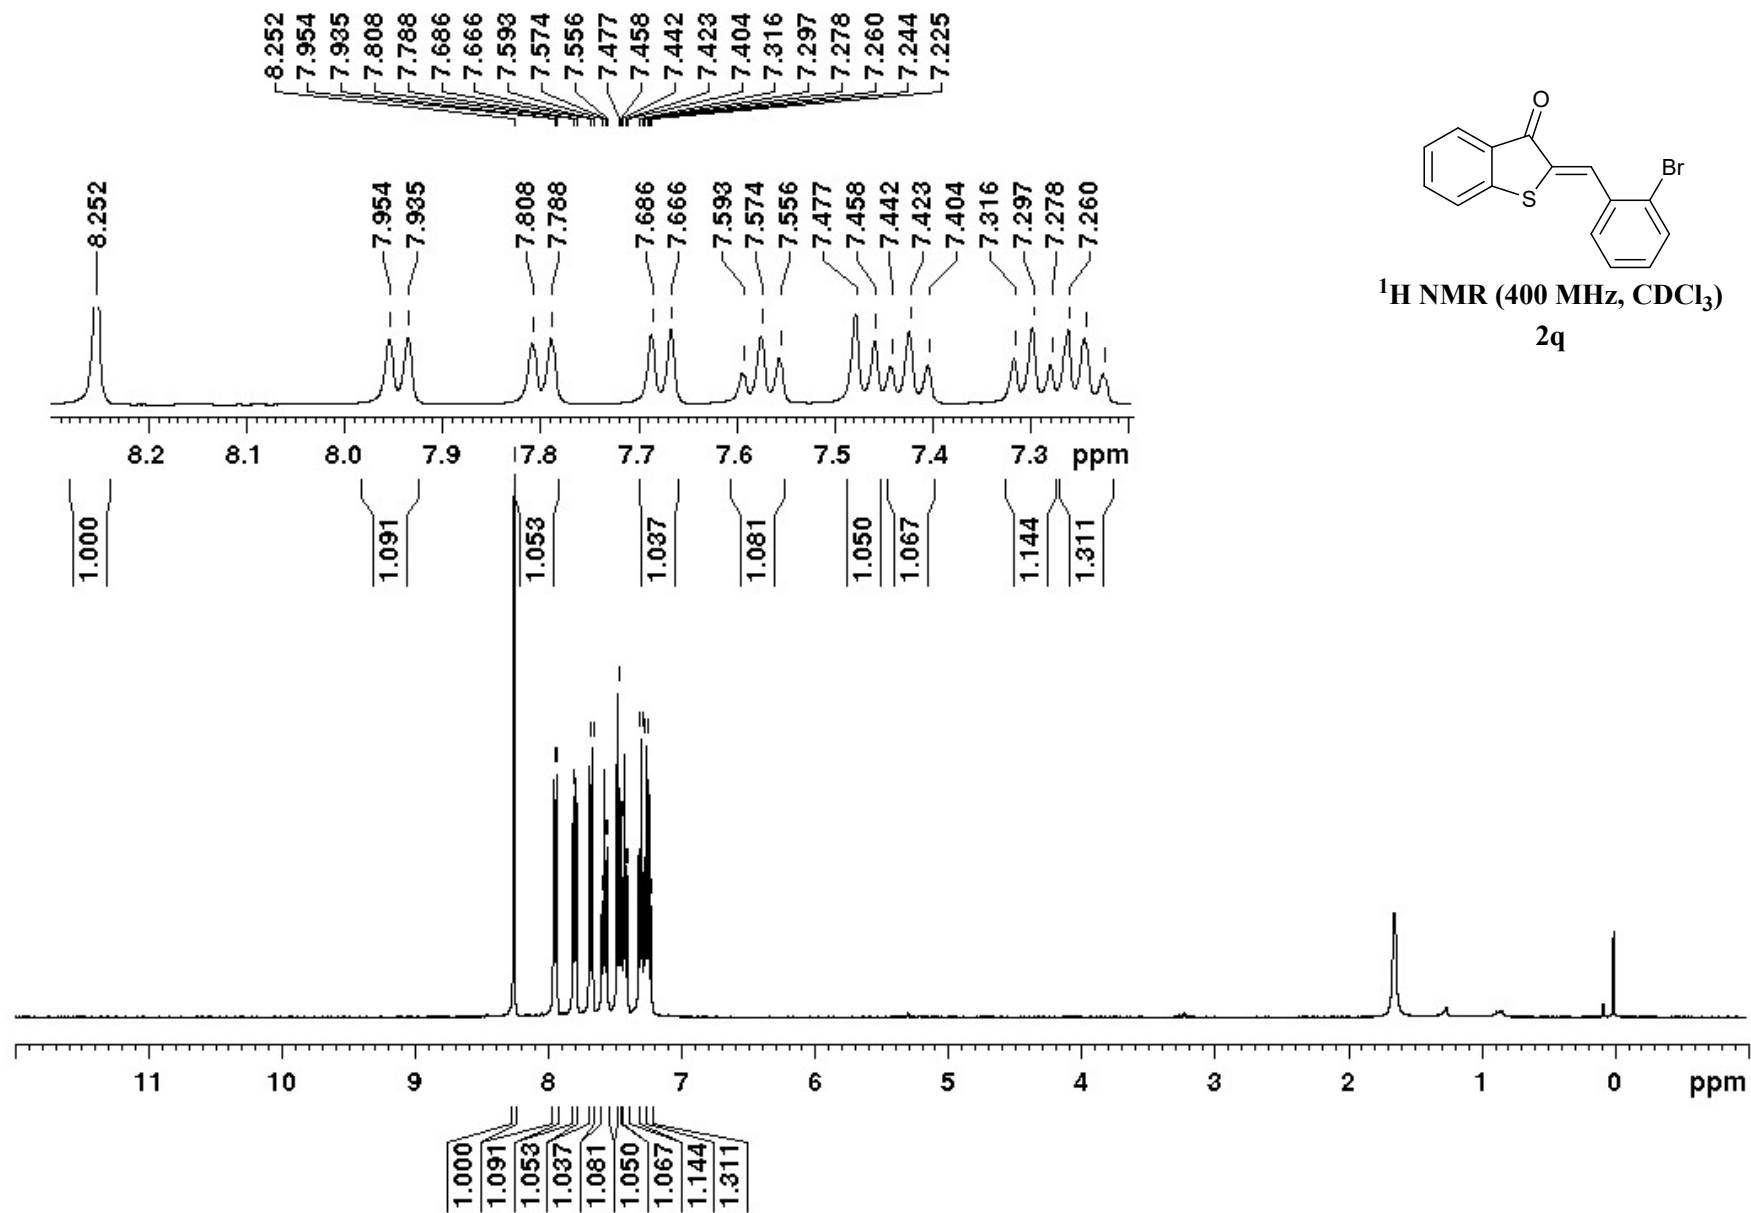 8.252 7.954 7.935 7.808 7.788 7.686 7.666 7.593 7.574 7.556 7.477 7.458 7.442 7.423 7.404 7.316 7.297 7.278 7.260 7.244 7.225
O
Br
S
¹H NMR (400 MHz, CDCl₃)
2q
8.252 7.954 7.935 7.808 7.788 7.686 7.666 7.593 7.574 7.556 7.477 7.458 7.442 7.423 7.404 7.316 7.297 7.278 7.260
8.2 8.1 8.0 7.9 7.8 7.7 7.6 7.5 7.4 7.3 ppm
1.000 1.091 1.053 1.037 1.081 1.050 1.067 1.144 1.311
11 10 9 8 7 6 5 4 3 2 1 0 ppm
1.000 1.091 1.053 1.037 1.081 1.050 1.067 1.144 1.311